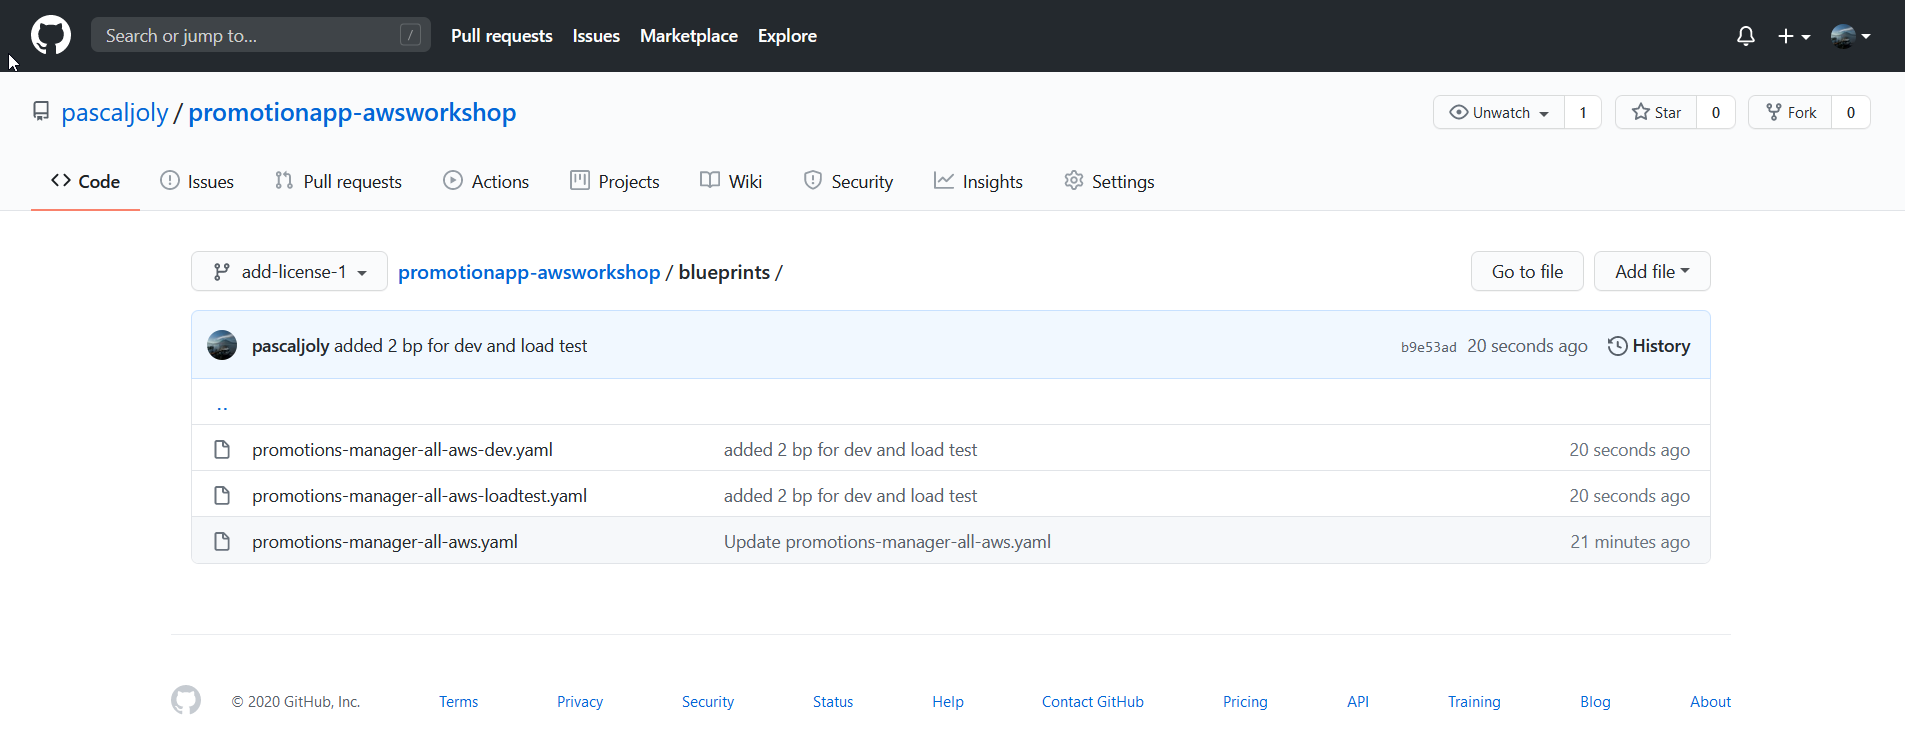 Search or jump to... / Pull requests Issues Marketplace Explore
pascaljoly / promotionapp-awsworkshop Unwatch 1 Star 0 Fork 0
Code Issues Pull requests Actions Projects Wiki Security Insights Settings
add-license-1 promotionapp-awsworkshop / blueprints / Go to file Add file
pascaljoly added 2 bp for dev and load test b9e53ad 20 seconds ago History
..
promotions-manager-all-aws-dev.yaml added 2 bp for dev and load test 20 seconds ago
promotions-manager-all-aws-loadtest.yaml added 2 bp for dev and load test 20 seconds ago
promotions-manager-all-aws.yaml Update promotions-manager-all-aws.yaml 21 minutes ago
© 2020 GitHub, Inc. Terms Privacy Security Status Help Contact GitHub Pricing API Training Blog About